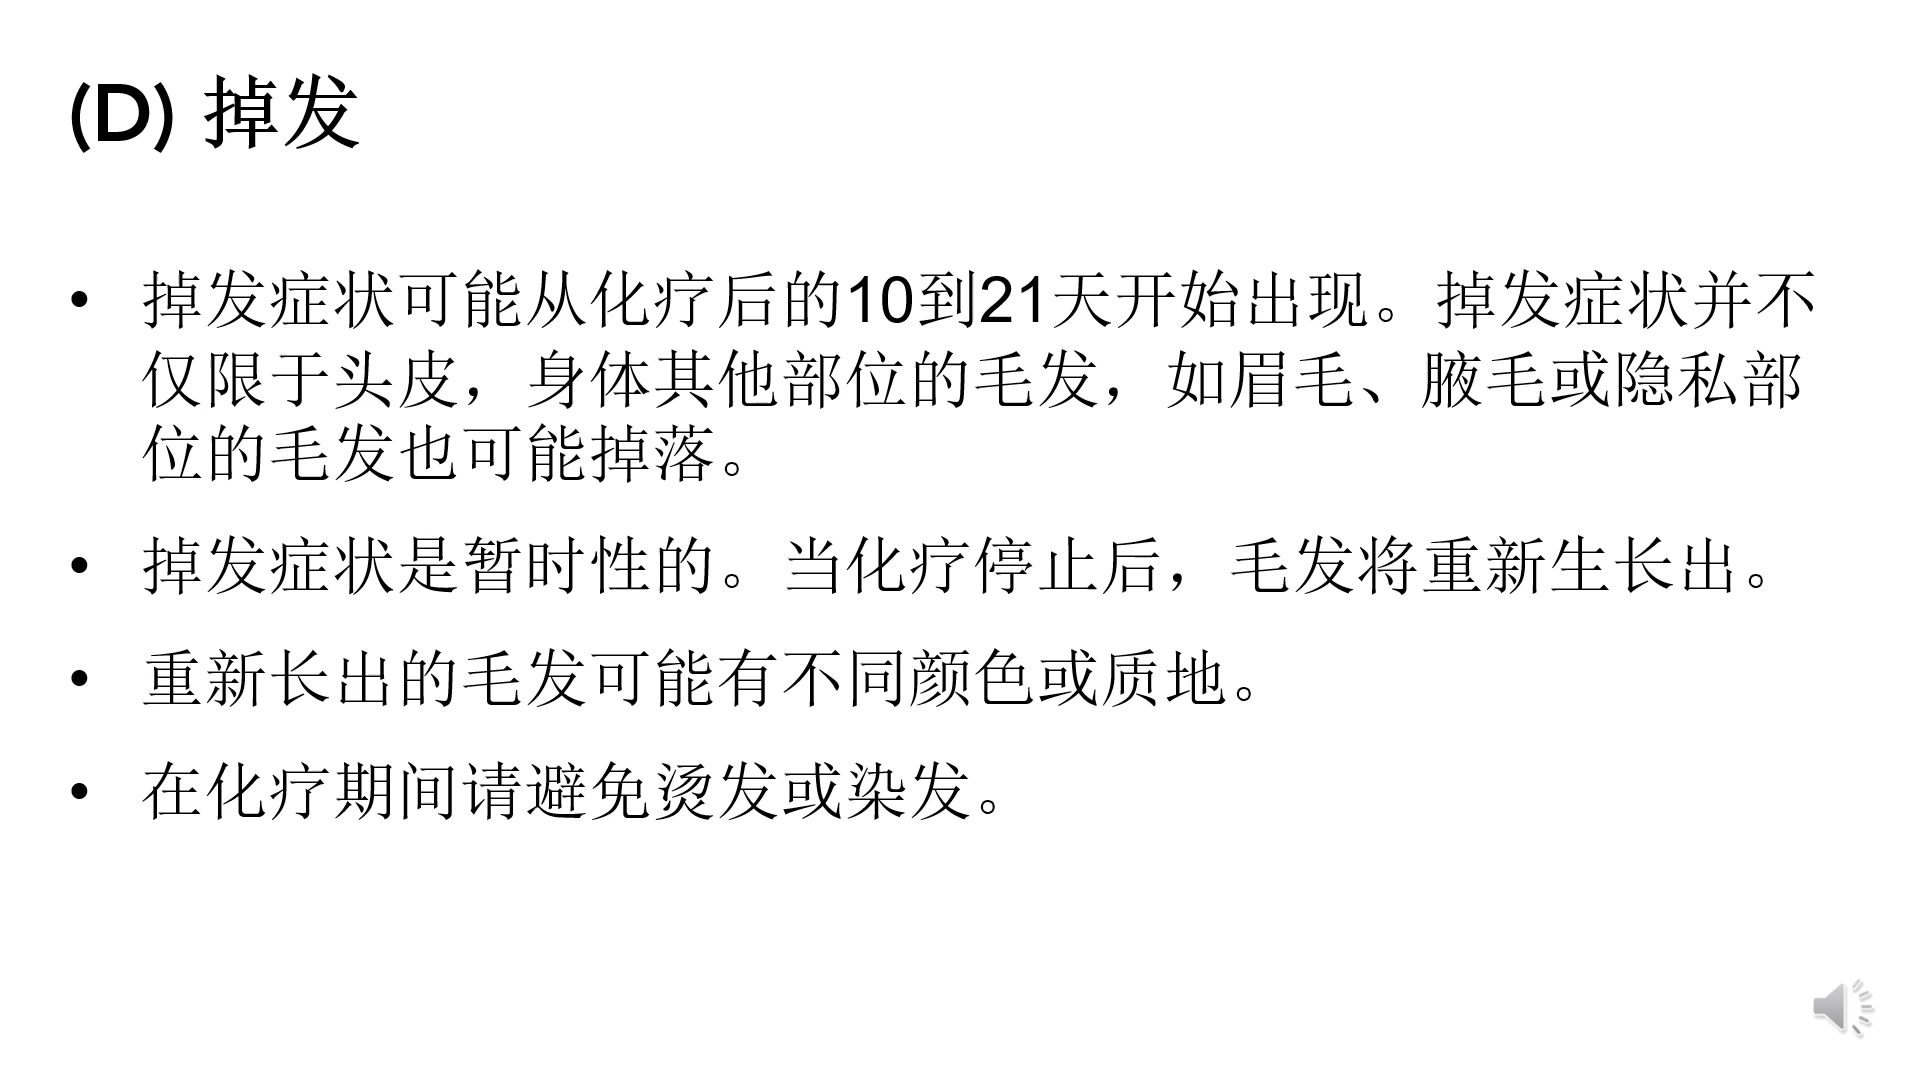 (D) 掉发
• 掉发症状可能从化疗后的10到21天开始出现。掉发症状并不
仅限于头皮，身体其他部位的毛发，如眉毛、腋毛或隐私部
位的毛发也可能掉落。
• 掉发症状是暂时性的。当化疗停止后，毛发将重新生长出。
• 重新长出的毛发可能有不同颜色或质地。
• 在化疗期间请避免烫发或染发。